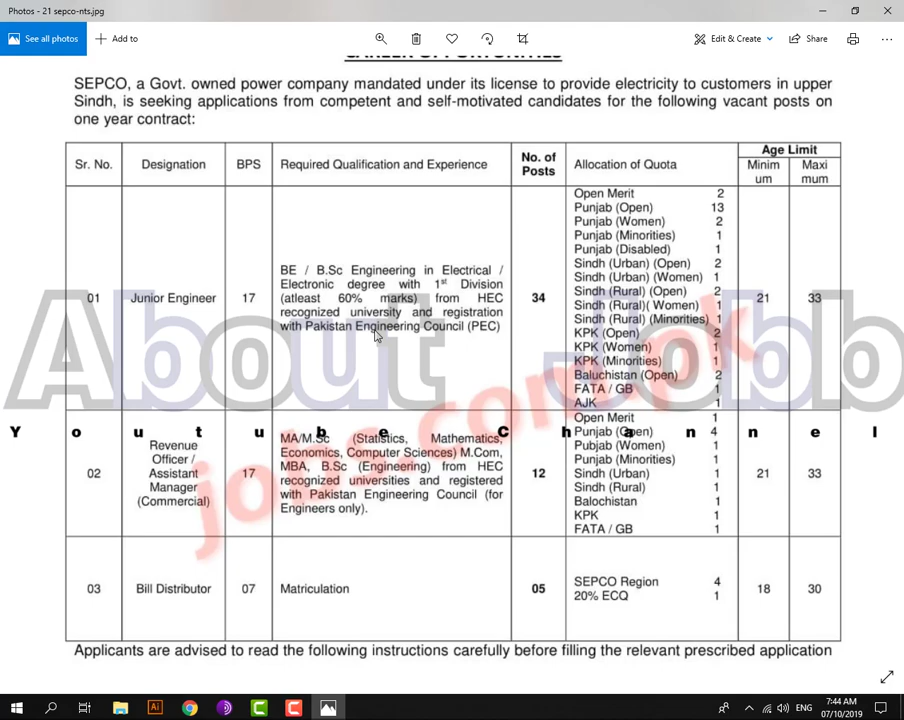 Photos - 21 sepco-nts.jpg
See all photos
Add to
Edit & Create
Share
SEPCO, a Govt. owned power company mandated under its license to provide electricity to customers in upper
Sindh, is seeking applications from competent and self-motivated candidates for the following vacant posts on
one year contract:
Sr. No. Designation BPS Required Qualification and Experience No. of Posts Allocation of Quota Age Limit
Minim um Maxi mum
01 Junior Engineer 17
BE / B.Sc Engineering in Electrical /
Electronic degree with 1st Division
(atleast 60% marks) from HEC
recognized university and registration
with Pakistan Engineering Council (PEC)
34
Open Merit 2
Punjab (Open) 13
Punjab (Women) 2
Punjab (Minorities) 1
Punjab (Disabled) 1
Sindh (Urban) (Open) 2
Sindh (Urban) (Women) 1
Sindh (Rural) (Open) 2
Sindh (Rural)( Women) 1
Sindh (Rural) (Minorities) 1
KPK (Open) 2
KPK (Women) 1
KPK (Minorities) 1
Baluchistan (Open) 2
FATA / GB 1
AJK 1
21 33
02
Revenue
Officer /
Assistant
Manager
(Commercial)
17
MA/M.Sc (Statistics, Mathematics,
Economics, Computer Sciences) M.Com,
MBA, B.Sc (Engineering) from HEC
recognized universities and registered
with Pakistan Engineering Council (for
Engineers only).
12
Open Merit 1
Punjab (Open) 4
Pubjab (Women) 1
Punjab (Minorities) 1
Sindh (Urban) 1
Sindh (Rural) 1
Balochistan 1
KPK 1
FATA / GB 1
21 33
03 Bill Distributor 07 Matriculation 05
SEPCO Region 4
20% ECQ 1
18 30
Applicants are advised to read the following instructions carefully before filling the relevant prescribed application
About Jobb
Youtube Channel
jobs.com.pk
ENG
7:44 AM
07/10/2019